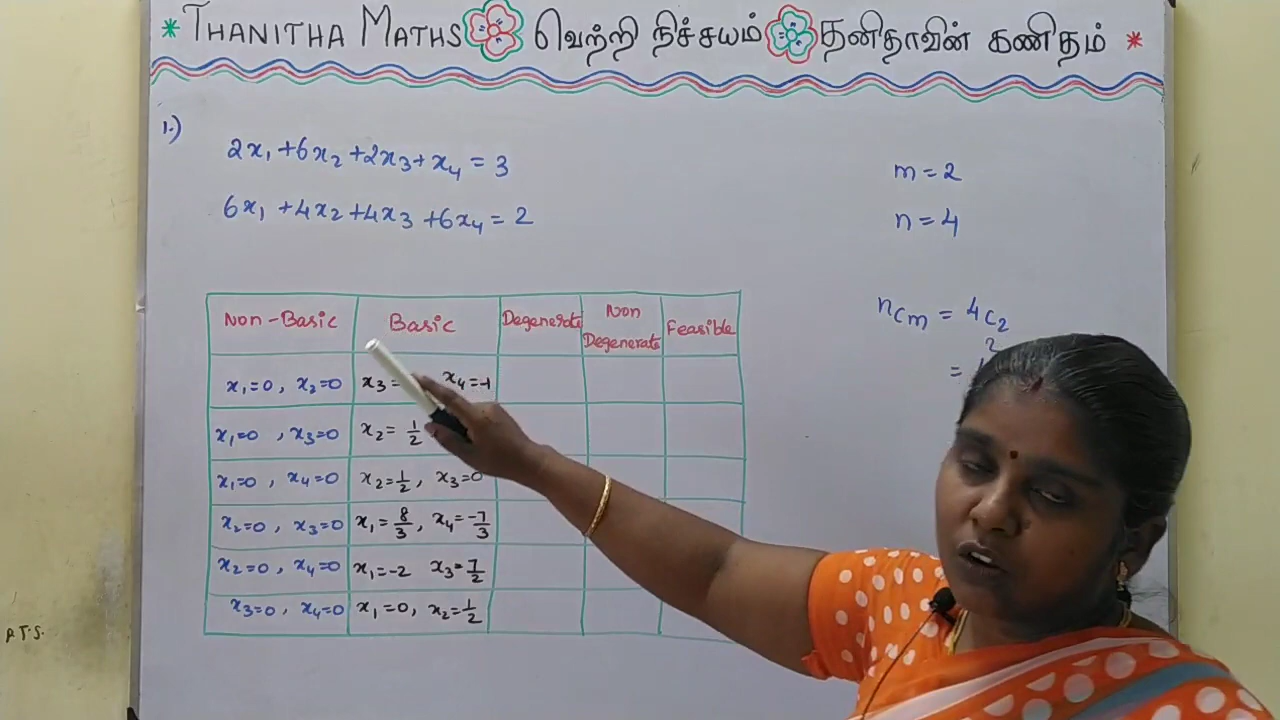 * THANITHA MATHS வெற்றி நிச்சயம் தனிதாவின் கணிதம் *
1.)
2x₁ +6x₂ +2x₃+ x₄ = 3
6x₁ +4x₂ +4x₃ +6x₄ = 2
m = 2
n = 4
nCm = 4C₂
=
Non-Basic Basic Degenerate Non Degenerate Feasible
x₁=0, x₂=0 x₃= x₄=-1
x₁=0, x₃=0 x₂= 1/2
x₁=0, x₄=0 x₂=1/2, x₃=0
x₂=0, x₃=0 x₁= 8/3, x₄=-7/3
x₂=0, x₄=0 x₁=-2 x₃=7/2
x₃=0, x₄=0 x₁=0, x₂=1/2
P.T.S.